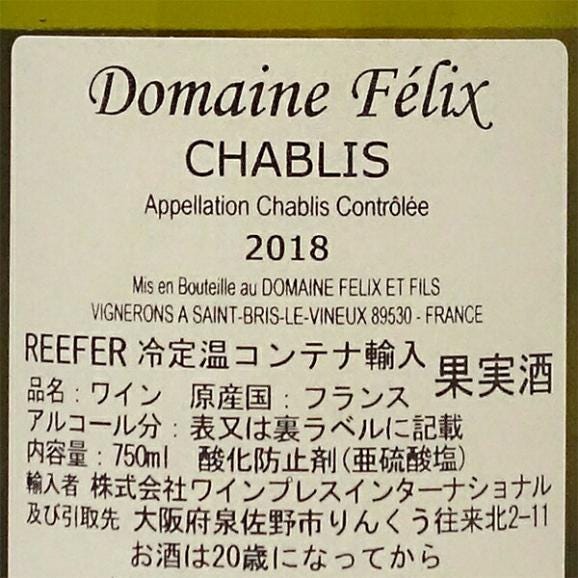 Domaine Félix
CHABLIS
Appellation Chablis Contrôlée
2018
Mis en Bouteille au DOMAINE FELIX ET FILS
VIGNERONS A SAINT-BRIS-LE-VINEUX 89530 - FRANCE
REEFER 冷定温コンテナ輸入 果実酒
品名：ワイン 原産国：フランス
アルコール分：表又は裏ラベルに記載
内容量：750ml 酸化防止剤(亜硫酸塩)
輸入者 株式会社ワインプレスインターナショナル
及び引取先 大阪府泉佐野市りんくう往来北2-11
お酒は20歳になってから